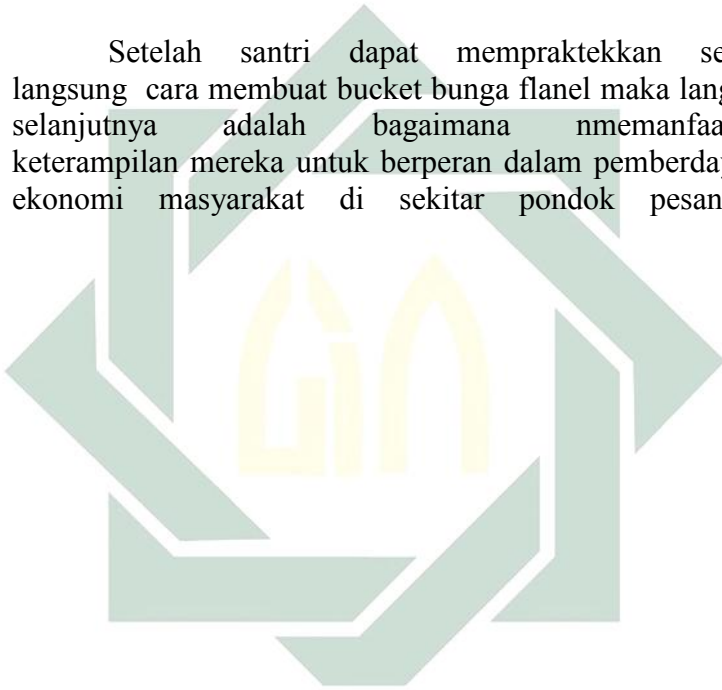 Setelah santri dapat mempraktekkan se
langsung cara membuat bucket bunga flanel maka lang
selanjutnya adalah bagaimana nmemanfaa
keterampilan mereka untuk berperan dalam pemberday
ekonomi masyarakat di sekitar pondok pesan